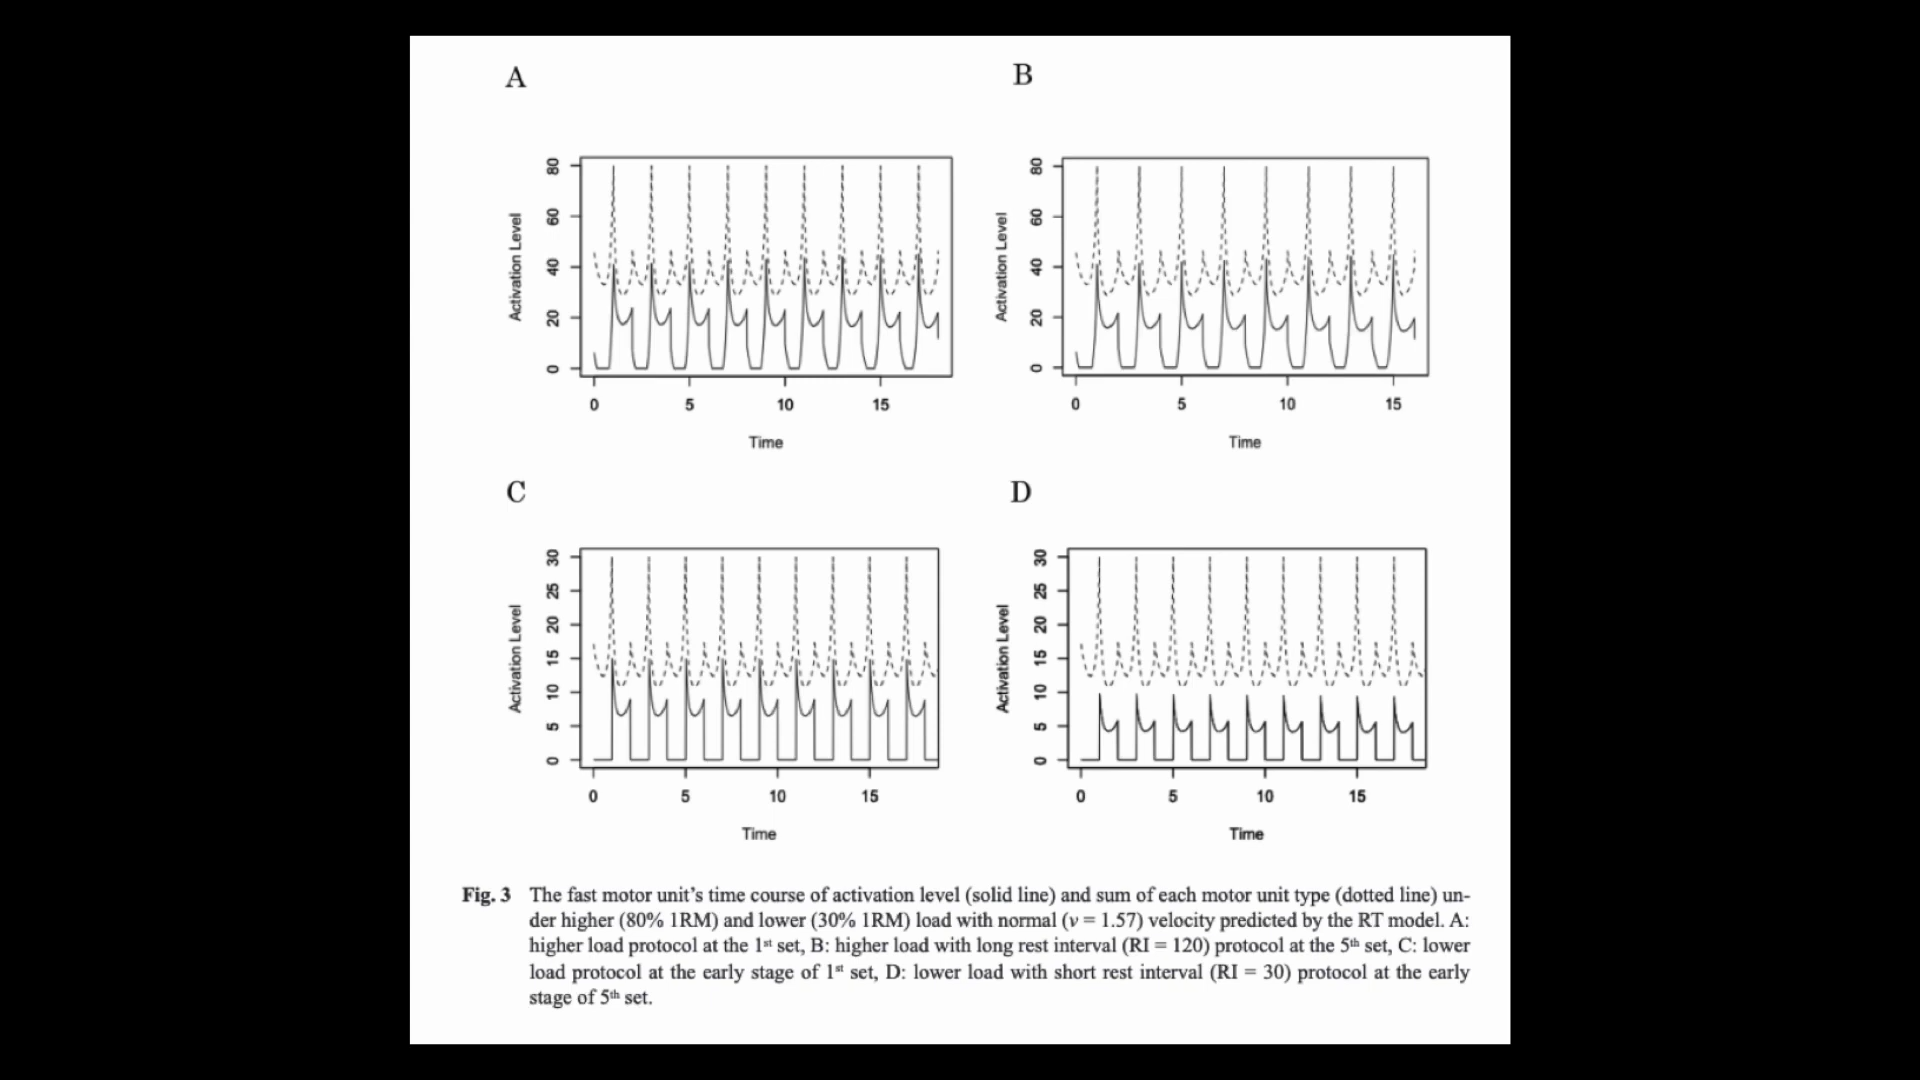 A
B
80
60
40
20
0
Activation Level
0 5 10 15
Time
80
60
40
20
0
Activation Level
0 5 10 15
Time
C
D
30
25
20
15
10
5
0
Activation Level
0 5 10 15
Time
30
25
20
15
10
5
0
Activation Level
0 5 10 15
Time
Fig. 3 The fast motor unit's time course of activation level (solid line) and sum of each motor unit type (dotted line) un-
der higher (80% 1RM) and lower (30% 1RM) load with normal (v = 1.57) velocity predicted by the RT model. A:
higher load protocol at the 1st set, B: higher load with long rest interval (RI = 120) protocol at the 5th set, C: lower
load protocol at the early stage of 1st set, D: lower load with short rest interval (RI = 30) protocol at the early
stage of 5th set.